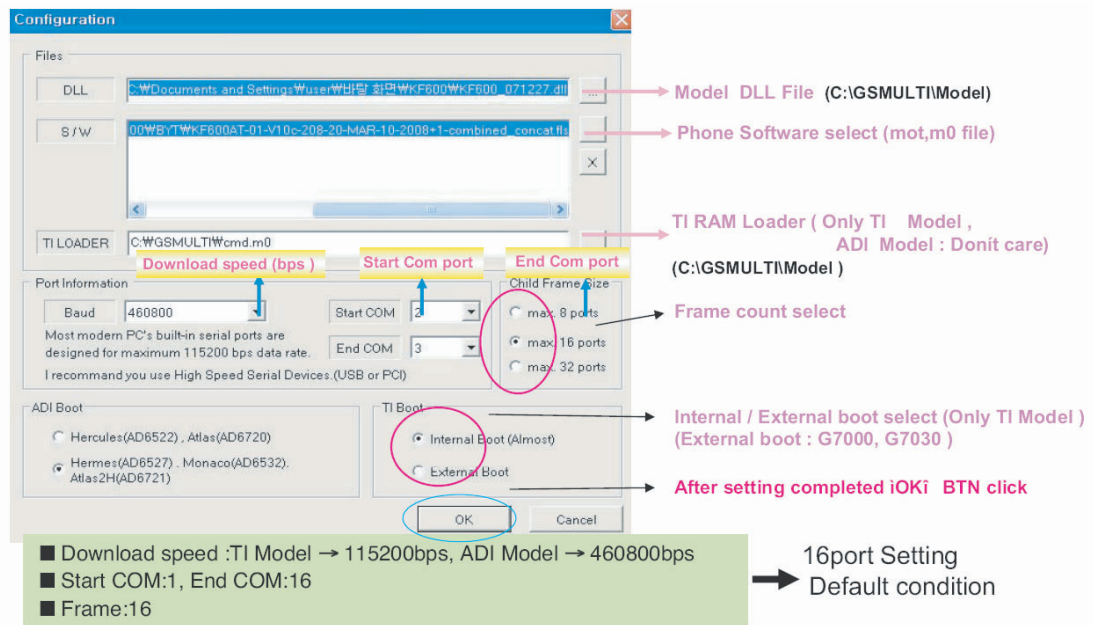 Configuration
Files
DLL
C:₩Documents and Settings₩user₩바탕 화면₩KF600₩KF600_071227.dll
...
Model DLL File (C:\GSMULTI\Model)
S/W
00₩BYT₩KF600AT-01-V10c-208-20-MAR-10-2008+1-combined_concat.fls
Phone Software select (mot,m0 file)
X
TI LOADER
C:₩GSMULTI₩cmd.m0
TI RAM Loader ( Only TI Model ,
ADI Model : Donít care)
(C:\GSMULTI\Model )
Download speed (bps )
Start Com port
End Com port
Port Information
Child Frame Size
Baud
460800
Start COM
2
max. 8 ports
Frame count select
Most modern PC's built-in serial ports are
designed for maximum 115200 bps data rate.
End COM
3
max. 16 ports
I recommand you use High Speed Serial Devices.(USB or PCI)
max. 32 ports
ADI Boot
TI Boot
Internal / External boot select (Only TI Model )
(External boot : G7000, G7030 )
Hercules(AD6522) , Atlas(AD6720)
Internal Boot (Almost)
Hermes(AD6527) . Monaco(AD6532).
Atlas2H(AD6721)
External Boot
After setting completed ìOKî BTN click
OK
Cancel
■ Download speed :TI Model → 115200bps, ADI Model → 460800bps
■ Start COM:1, End COM:16
■ Frame:16
16port Setting
Default condition